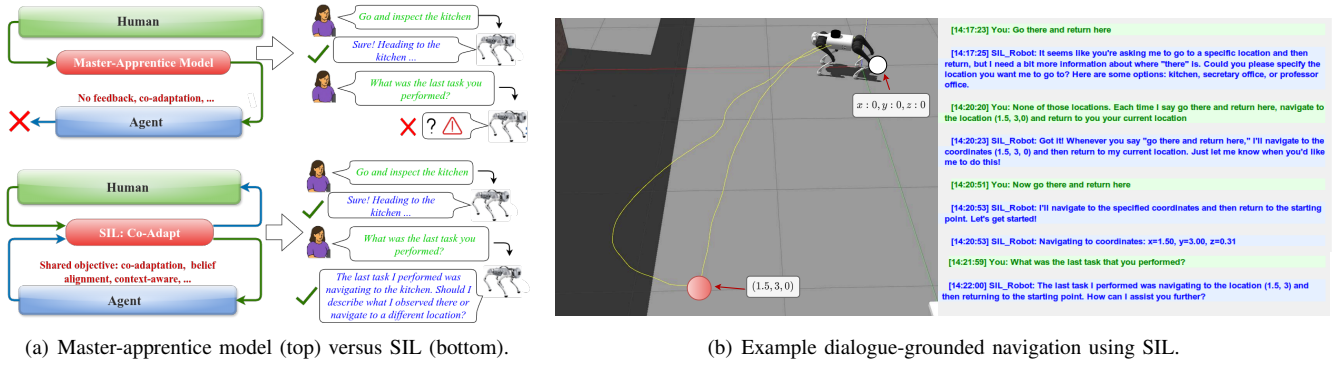 Human
Master-Apprentice Model
No feedback, co-adaptation, ...
Agent
Go and inspect the kitchen
Sure! Heading to the
kitchen ...
What was the last task you
performed?
?
Human
SIL: Co-Adapt
Shared objective: co-adaptation, belief
alignment, context-aware, ...
Agent
Go and inspect the kitchen
Sure! Heading to the
kitchen ...
What was the last task you
performed?
The last task I performed was
navigating to the kitchen. Should I
describe what I observed there or
navigate to a different location?
(a) Master-apprentice model (top) versus SIL (bottom).
x : 0, y : 0, z : 0
(1.5, 3, 0)
[14:17:23] You: Go there and return here
[14:17:25] SIL_Robot: It seems like you're asking me to go to a specific location and then
return, but I need a bit more information about where "there" is. Could you please specify the
location you want me to go to? Here are some options: kitchen, secretary office, or professor
office.
[14:20:20] You: None of those locations. Each time I say go there and return here, navigate to
the location (1.5, 3,0) and return to you your current location
[14:20:23] SIL_Robot: Got it! Whenever you say "go there and return here," I'll navigate to the
coordinates (1.5, 3, 0) and then return to my current location. Just let me know when you'd like
me to do this!
[14:20:51] You: Now go there and return here
[14:20:53] SIL_Robot: I'll navigate to the specified coordinates and then return to the starting
point. Let's get started!
[14:20:53] SIL_Robot: Navigating to coordinates: x=1.50, y=3.00, z=0.31
[14:21:59] You: What was the last task that you performed?
[14:22:00] SIL_Robot: The last task I performed was navigating to the location (1.5, 3) and
then returning to the starting point. How can I assist you further?
(b) Example dialogue-grounded navigation using SIL.